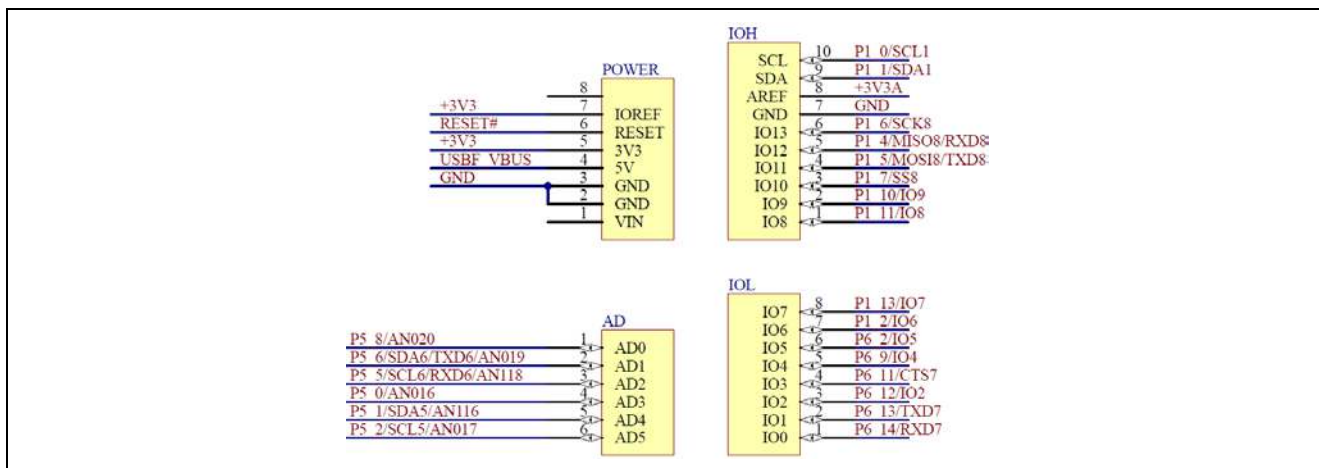 POWER
8
+3V3 7 IOREF
RESET# 6 RESET
+3V3 5 3V3
USBF_VBUS 4 5V
GND 3 GND
2 GND
1 VIN
IOH
SCL 10 P1_0/SCL1
SDA 9 P1_1/SDA1
AREF 8 +3V3A
GND 7 GND
IO13 6 P1_6/SCK8
IO12 5 P1_4/MISO8/RXD8
IO11 4 P1_5/MOSI8/TXD8
IO10 3 P1_7/SS8
IO9 2 P1_10/IO9
IO8 1 P1_11/IO8
AD
P5_8/AN020 1 AD0
P5_6/SDA6/TXD6/AN019 2 AD1
P5_5/SCL6/RXD6/AN118 3 AD2
P5_0/AN016 4 AD3
P5_1/SDA5/AN116 5 AD4
P5_2/SCL5/AN017 6 AD5
IOL
IO7 8 P1_13/IO7
IO6 7 P1_2/IO6
IO5 6 P6_2/IO5
IO4 5 P6_9/IO4
IO3 4 P6_11/CTS7
IO2 3 P6_12/IO2
IO1 2 P6_13/TXD7
IO0 1 P6_14/RXD7